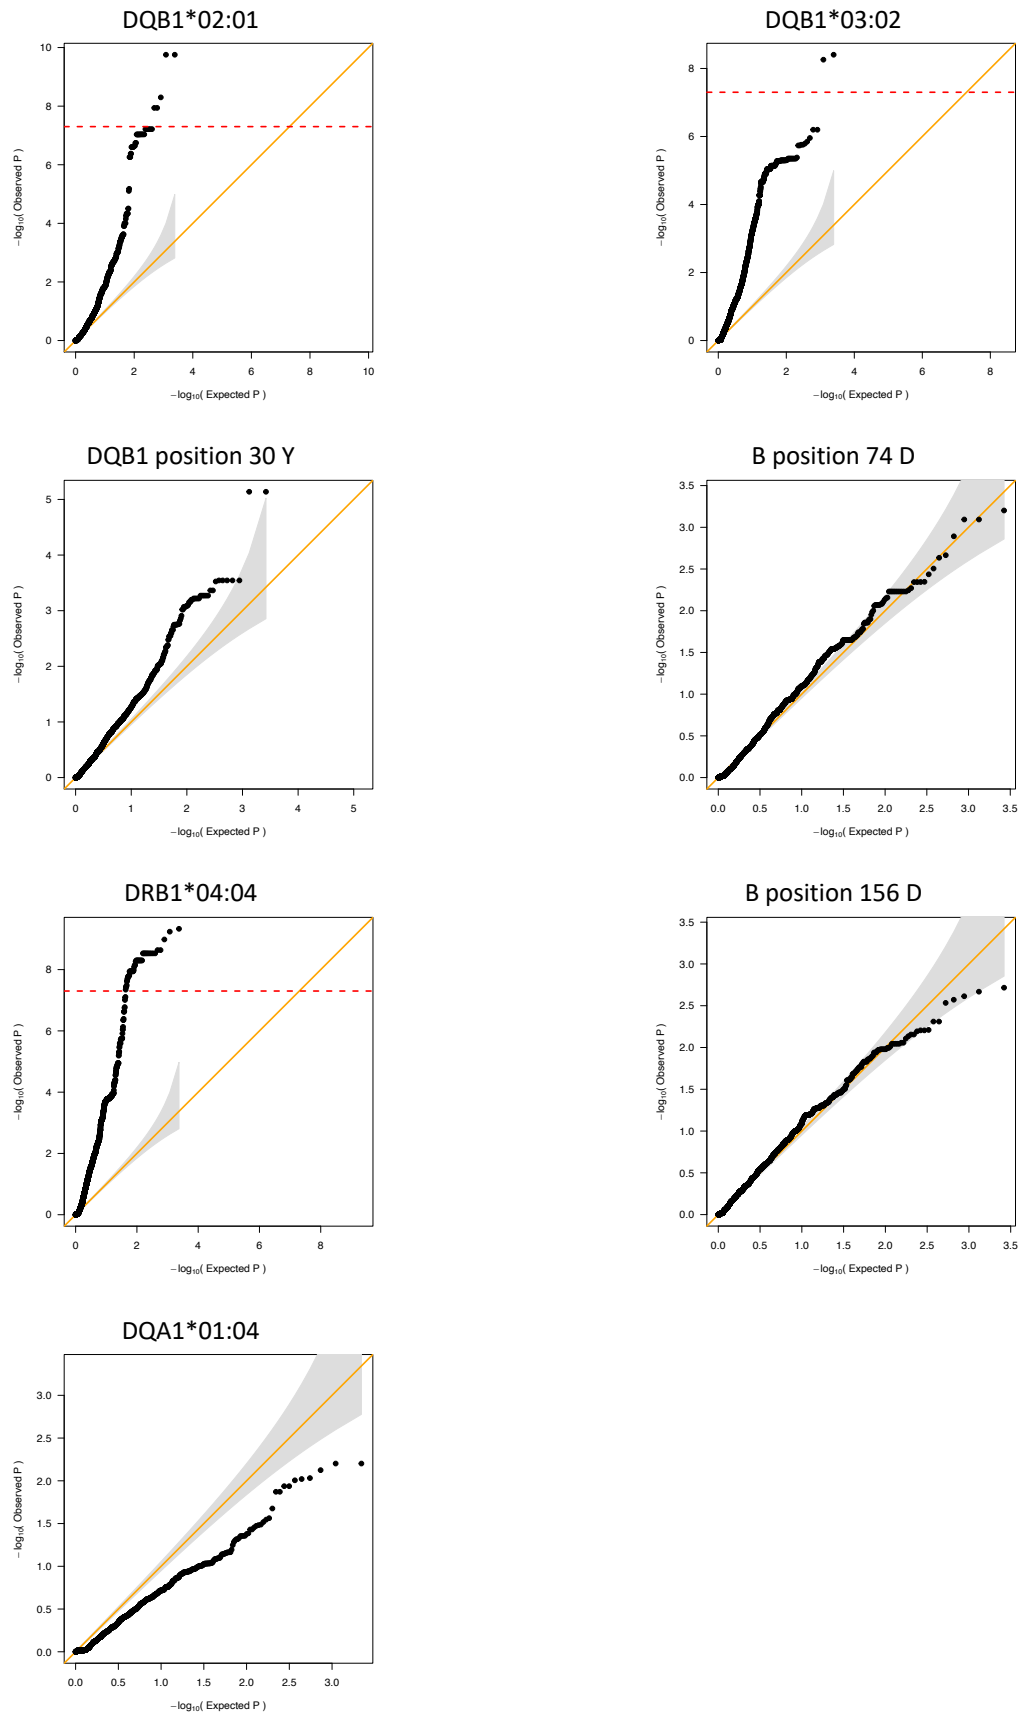 DQB1*02:01
10
8
6
4
2
0
−log10( Observed P )
0 2 4 6 8 10
−log10( Expected P )
DQB1*03:02
8
6
4
2
0
−log10( Observed P )
0 2 4 6 8
−log10( Expected P )
DQB1 position 30 Y
5
4
3
2
1
0
−log10( Observed P )
0 1 2 3 4 5
−log10( Expected P )
B position 74 D
3.5
3.0
2.5
2.0
1.5
1.0
0.5
0.0
−log10( Observed P )
0.0 0.5 1.0 1.5 2.0 2.5 3.0 3.5
−log10( Expected P )
DRB1*04:04
8
6
4
2
0
−log10( Observed P )
0 2 4 6 8
−log10( Expected P )
B position 156 D
3.5
3.0
2.5
2.0
1.5
1.0
0.5
0.0
−log10( Observed P )
0.0 0.5 1.0 1.5 2.0 2.5 3.0 3.5
−log10( Expected P )
DQA1*01:04
3.0
2.5
2.0
1.5
1.0
0.5
0.0
−log10( Observed P )
0.0 0.5 1.0 1.5 2.0 2.5 3.0
−log10( Expected P )